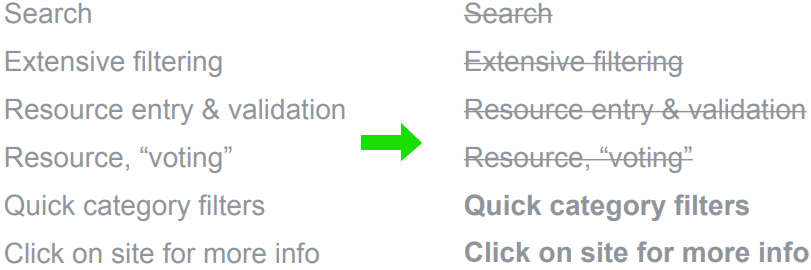 Search
Extensive filtering
Resource entry & validation
Resource, “voting”
Quick category filters
Click on site for more info
Search
Extensive filtering
Resource entry & validation
Resource, “voting”
Quick category filters
Click on site for more info